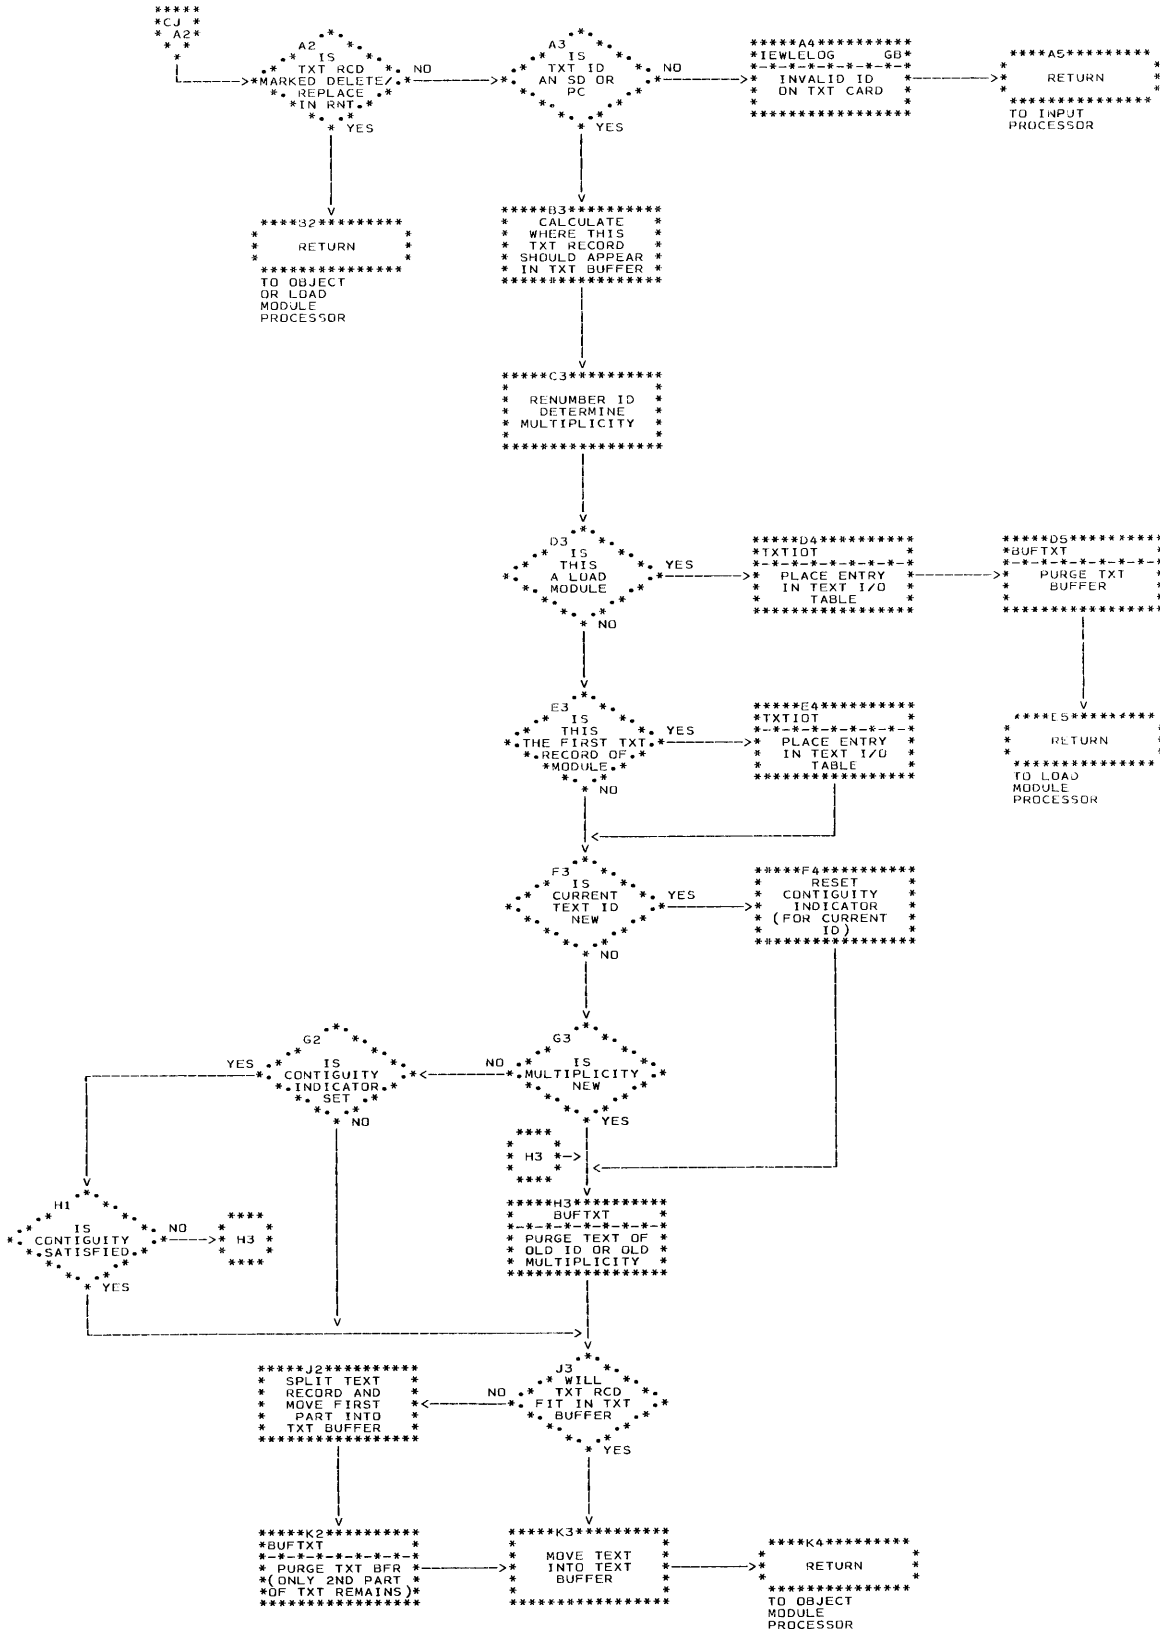 CJ
A2
A2
IS
TXT RCD
MARKED DELETE/
REPLACE
IN RNT
NO
YES
A3
IS
TXT ID
AN SD OR
PC
NO
YES
A4
IEWLELOG GB
INVALID ID
ON TXT CARD
A5
RETURN
TO INPUT
PROCESSOR
B2
RETURN
TO OBJECT
OR LOAD
MODULE
PROCESSOR
B3
CALCULATE
WHERE THIS
TXT RECORD
SHOULD APPEAR
IN TXT BUFFER
C3
RENUMBER ID
DETERMINE
MULTIPLICITY
D3
IS
THIS
A LOAD
MODULE
YES
NO
D4
TXTIOT
PLACE ENTRY
IN TEXT I/O
TABLE
D5
BUFTXT
PURGE TXT
BUFFER
E3
IS
THIS
THE FIRST TXT
RECORD OF
MODULE
YES
NO
E4
TXTIOT
PLACE ENTRY
IN TEXT I/O
TABLE
E5
RETURN
TO LOAD
MODULE
PROCESSOR
F3
IS
CURRENT
TEXT ID
NEW
YES
NO
F4
RESET
CONTIGUITY
INDICATOR
(FOR CURRENT
ID)
G2
IS
CONTIGUITY
INDICATOR
SET
YES
NO
G3
IS
MULTIPLICITY
NEW
NO
YES
H3
H1
IS
CONTIGUITY
SATISFIED
NO
YES
H3
H3
BUFTXT
PURGE TEXT OF
OLD ID OR OLD
MULTIPLICITY
J2
SPLIT TEXT
RECORD AND
MOVE FIRST
PART INTO
TXT BUFFER
J3
WILL
TXT RCD
FIT IN TXT
BUFFER
NO
YES
K2
BUFTXT
PURGE TXT BFR
(ONLY 2ND PART
OF TXT REMAINS)
K3
MOVE TEXT
INTO TEXT
BUFFER
K4
RETURN
TO OBJECT
MODULE
PROCESSOR